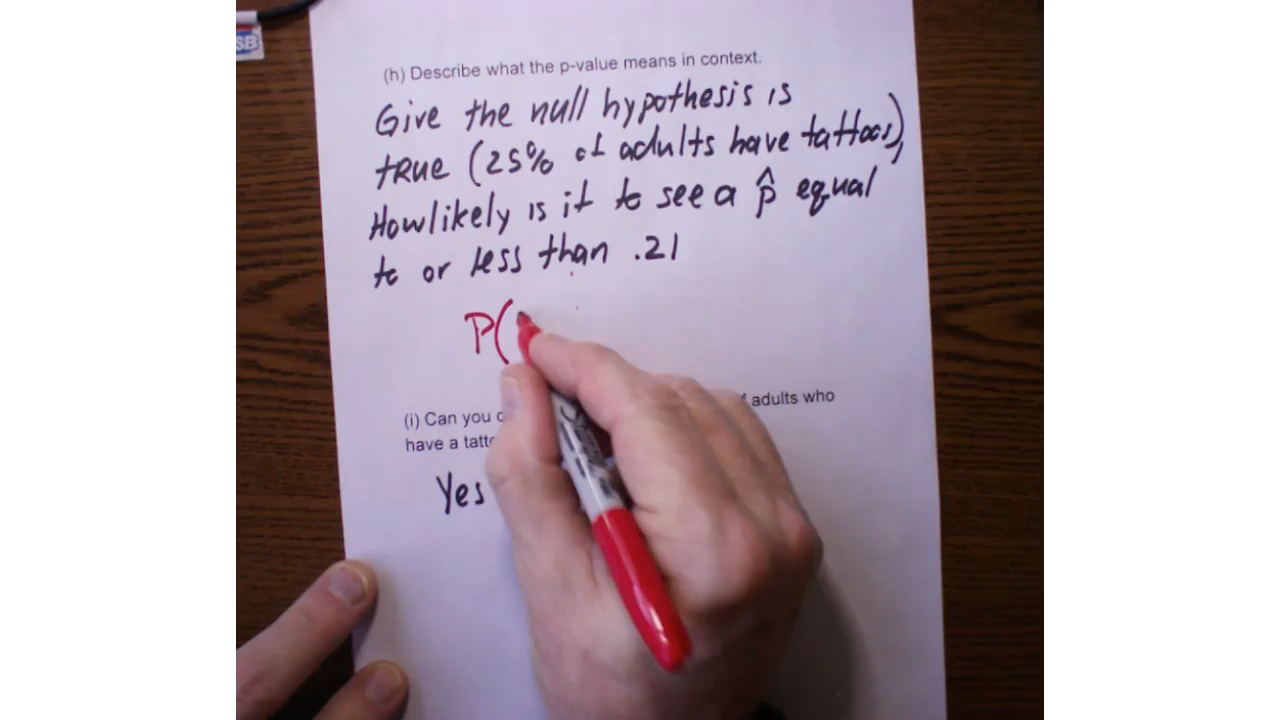 SB
(h) Describe what the p-value means in context.
Give the null hypothesis is
true (25% of adults have tattoos),
How likely is it to see a p̂ equal
to or less than .21
P(
(i) Can you
adults who
have a
Yes